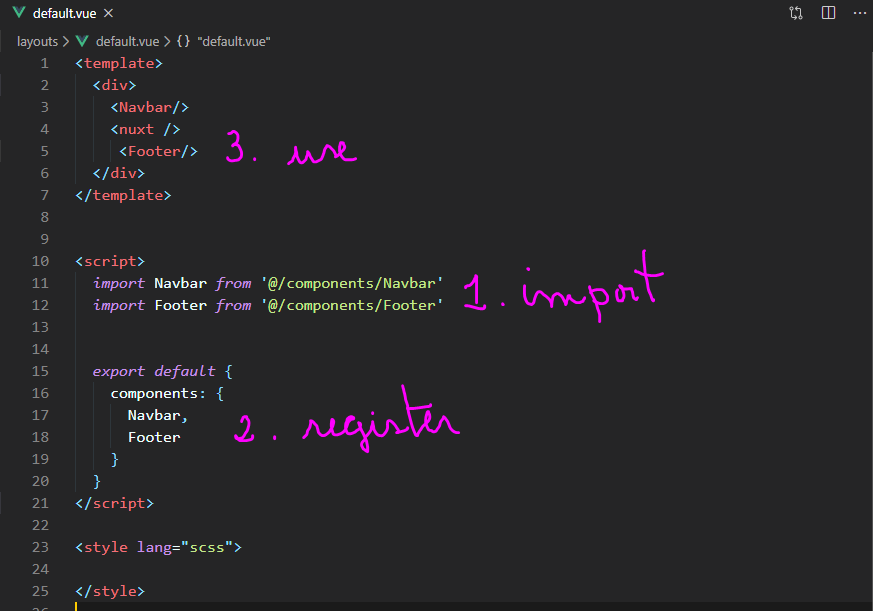 default.vue ×
layouts > default.vue > {} "default.vue"
1 <template>
2 <div>
3 <Navbar/>
4 <nuxt />
5 <Footer/> 3. use
6 </div>
7 </template>
8
9
10 <script>
11 import Navbar from '@/components/Navbar' 1. import
12 import Footer from '@/components/Footer'
13
14
15 export default {
16 components: {
17 Navbar,
18 Footer 2. register
19 }
20 }
21 </script>
22
23 <style lang="scss">
24
25 </style>
26